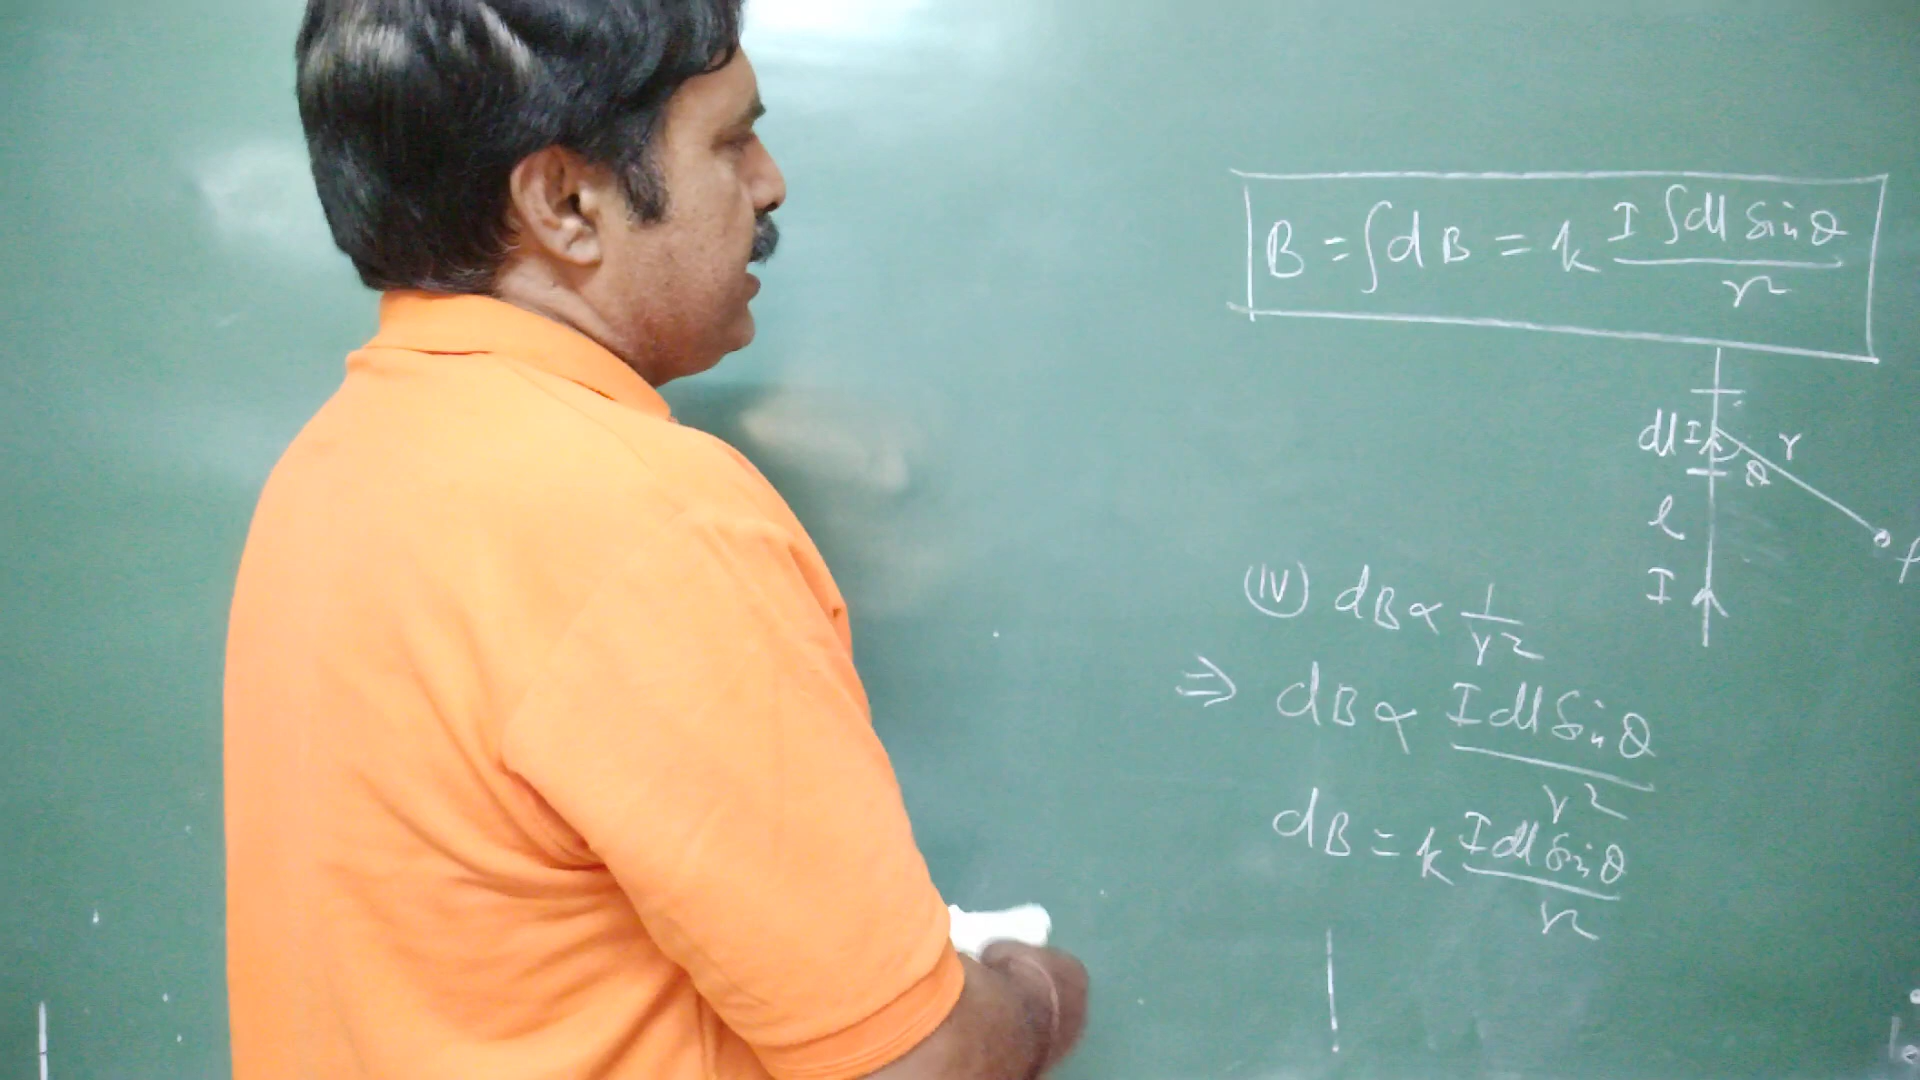 B = ∫dB = k I ∫dl sinθ / r²
dl I r
θ
l
I
(iv) dB ∝ 1/r²
⇒ dB ∝ I dl sinθ / r²
dB = k I dl sinθ / r²